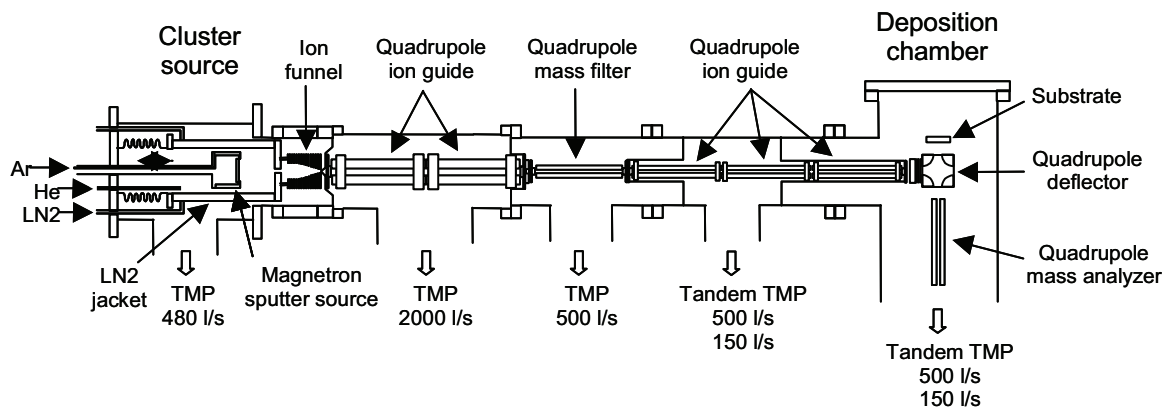 Cluster
source
Ion
funnel
Quadrupole
ion guide
Quadrupole
mass filter
Quadrupole
ion guide
Deposition
chamber
Substrate
Quadrupole
deflector
Quadrupole
mass analyzer
Ar
He
LN2
LN2
jacket
Magnetron
sputter source
TMP
480 l/s
TMP
2000 l/s
TMP
500 l/s
Tandem TMP
500 l/s
150 l/s
Tandem TMP
500 l/s
150 l/s